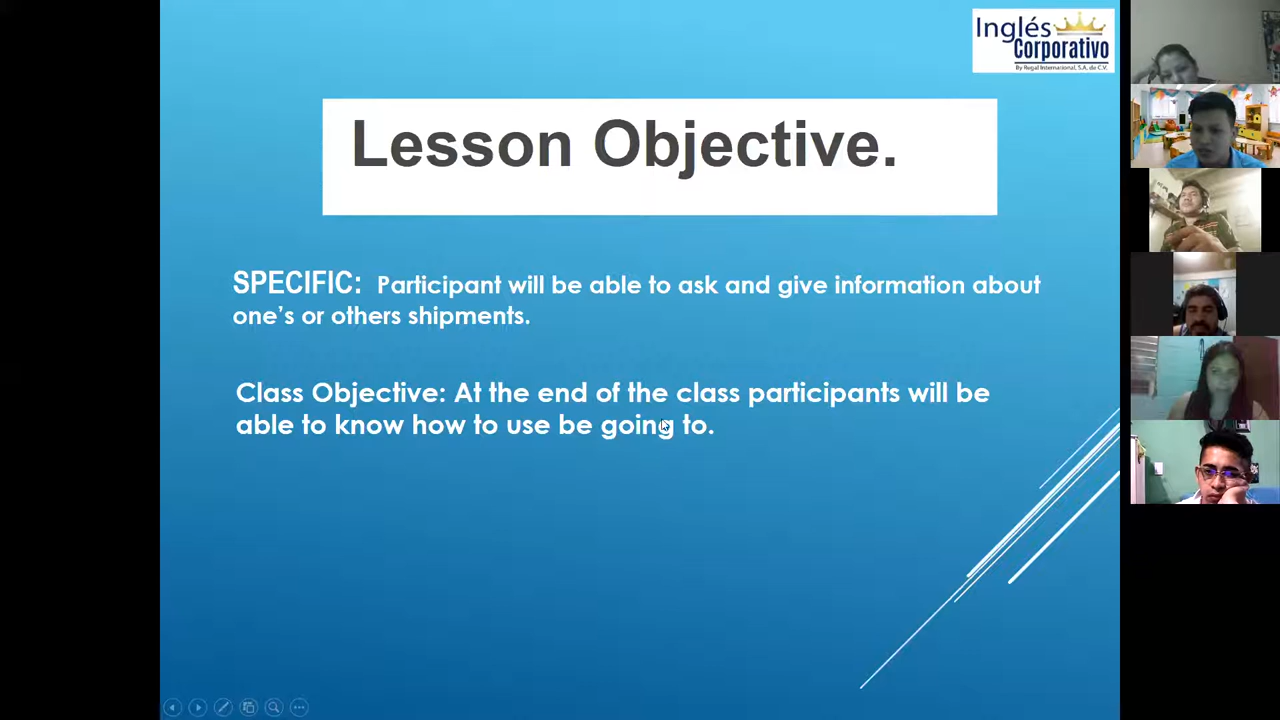 Inglés
Corporativo
By Regal International, S.A. de C.V.
Lesson Objective.
SPECIFIC: Participant will be able to ask and give information about
one's or others shipments.
Class Objective: At the end of the class participants will be
able to know how to use be going to.